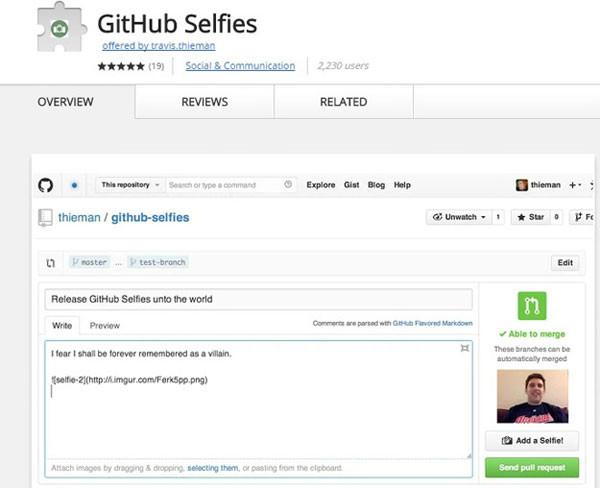 GitHub Selfies
offered by travis.thieman
★★★★★ (19) Social & Communication 2,230 users
OVERVIEW REVIEWS RELATED
This repository Search or type a command Explore Gist Blog Help thieman
thieman / github-selfies Unwatch 1 Star 0 Fo
master ... test-branch Edit
Release GitHub Selfies unto the world
Write Preview Comments are parsed with GitHub Flavored Markdown
I fear I shall be forever remembered as a villain.
![selfie-2](http://i.imgur.com/Ferk5pp.png)
Attach images by dragging & dropping, selecting them, or pasting from the clipboard.
Able to merge
These branches can be
automatically merged
Add a Selfie!
Send pull request